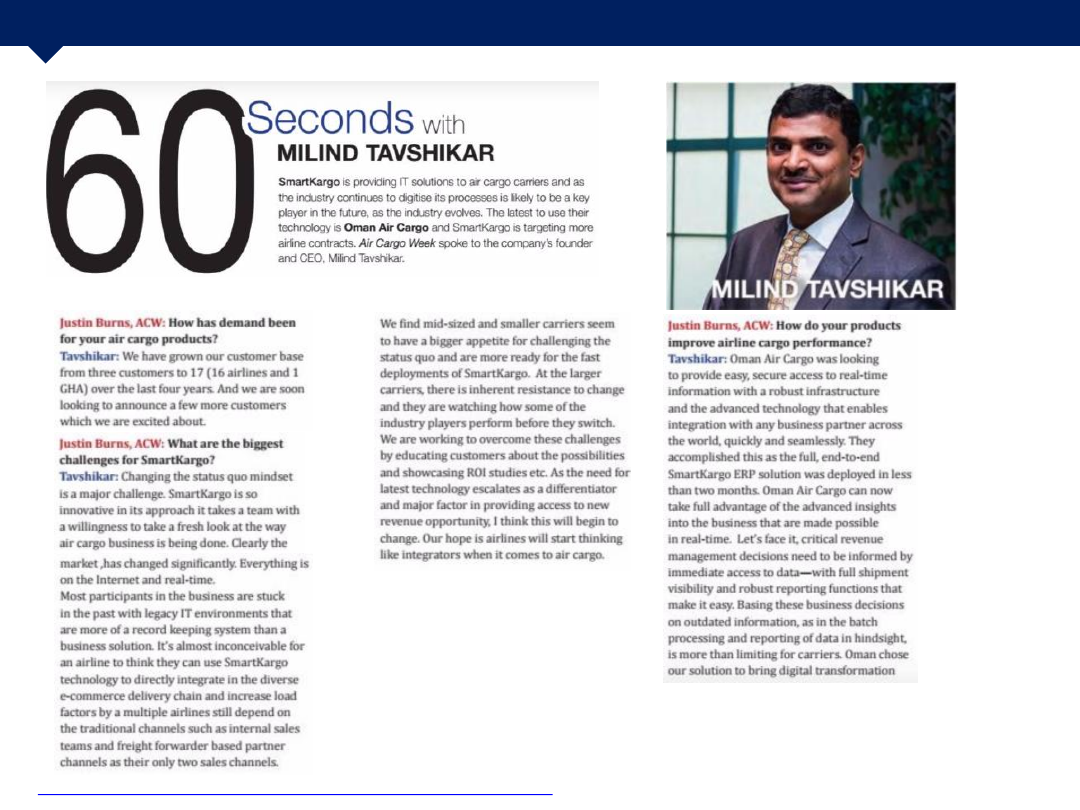 60 Seconds with
MILIND TAVSHIKAR
SmartKargo is providing IT solutions to air cargo carriers and as
the industry continues to digitise its processes is likely to be a key
player in the future, as the industry evolves. The latest to use their
technology is Oman Air Cargo and SmartKargo is targeting more
airline contracts. Air Cargo Week spoke to the company's founder
and CEO, Milind Tavshikar.
Justin Burns, ACW: How has demand been
for your air cargo products?
Tavshikar: We have grown our customer base
from three customers to 17 (16 airlines and 1
GHA) over the last four years. And we are soon
looking to announce a few more customers
which we are excited about.
Justin Burns, ACW: What are the biggest
challenges for SmartKargo?
Tavshikar: Changing the status quo mindset
is a major challenge. SmartKargo is so
innovative in its approach it takes a team with
a willingness to take a fresh look at the way
air cargo business is being done. Clearly the
market ,has changed significantly. Everything is
on the Internet and real-time.
Most participants in the business are stuck
in the past with legacy IT environments that
are more of a record keeping system than a
business solution. It's almost inconceivable for
an airline to think they can use SmartKargo
technology to directly integrate in the diverse
e-commerce delivery chain and increase load
factors by a multiple airlines still depend on
the traditional channels such as internal sales
teams and freight forwarder based partner
channels as their only two sales channels.
We find mid-sized and smaller carriers seem
to have a bigger appetite for challenging the
status quo and are more ready for the fast
deployments of SmartKargo. At the larger
carriers, there is inherent resistance to change
and they are watching how some of the
industry players perform before they switch.
We are working to overcome these challenges
by educating customers about the possibilities
and showcasing ROI studies etc. As the need for
latest technology escalates as a differentiator
and major factor in providing access to new
revenue opportunity, I think this will begin to
change. Our hope is airlines will start thinking
like integrators when it comes to air cargo.
MILIND TAVSHIKAR
Justin Burns, ACW: How do your products
improve airline cargo performance?
Tavshikar: Oman Air Cargo was looking
to provide easy, secure access to real-time
information with a robust infrastructure
and the advanced technology that enables
integration with any business partner across
the world, quickly and seamlessly. They
accomplished this as the full, end-to-end
SmartKargo ERP solution was deployed in less
than two months. Oman Air Cargo can now
take full advantage of the advanced insights
into the business that are made possible
in real-time. Let's face it, critical revenue
management decisions need to be informed by
immediate access to data—with full shipment
visibility and robust reporting functions that
make it easy. Basing these business decisions
on outdated information, as in the batch
processing and reporting of data in hindsight,
is more than limiting for carriers. Oman chose
our solution to bring digital transformation